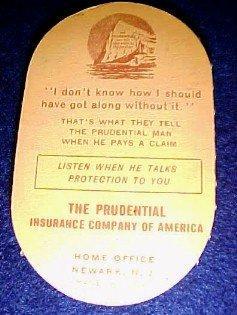 "I don't know how I should
have got along without it."
THAT'S WHAT THEY TELL
THE PRUDENTIAL MAN
WHEN HE PAYS A CLAIM
LISTEN WHEN HE TALKS
PROTECTION TO YOU
THE PRUDENTIAL
INSURANCE COMPANY OF AMERICA
HOME OFFICE
NEWARK, N. J.